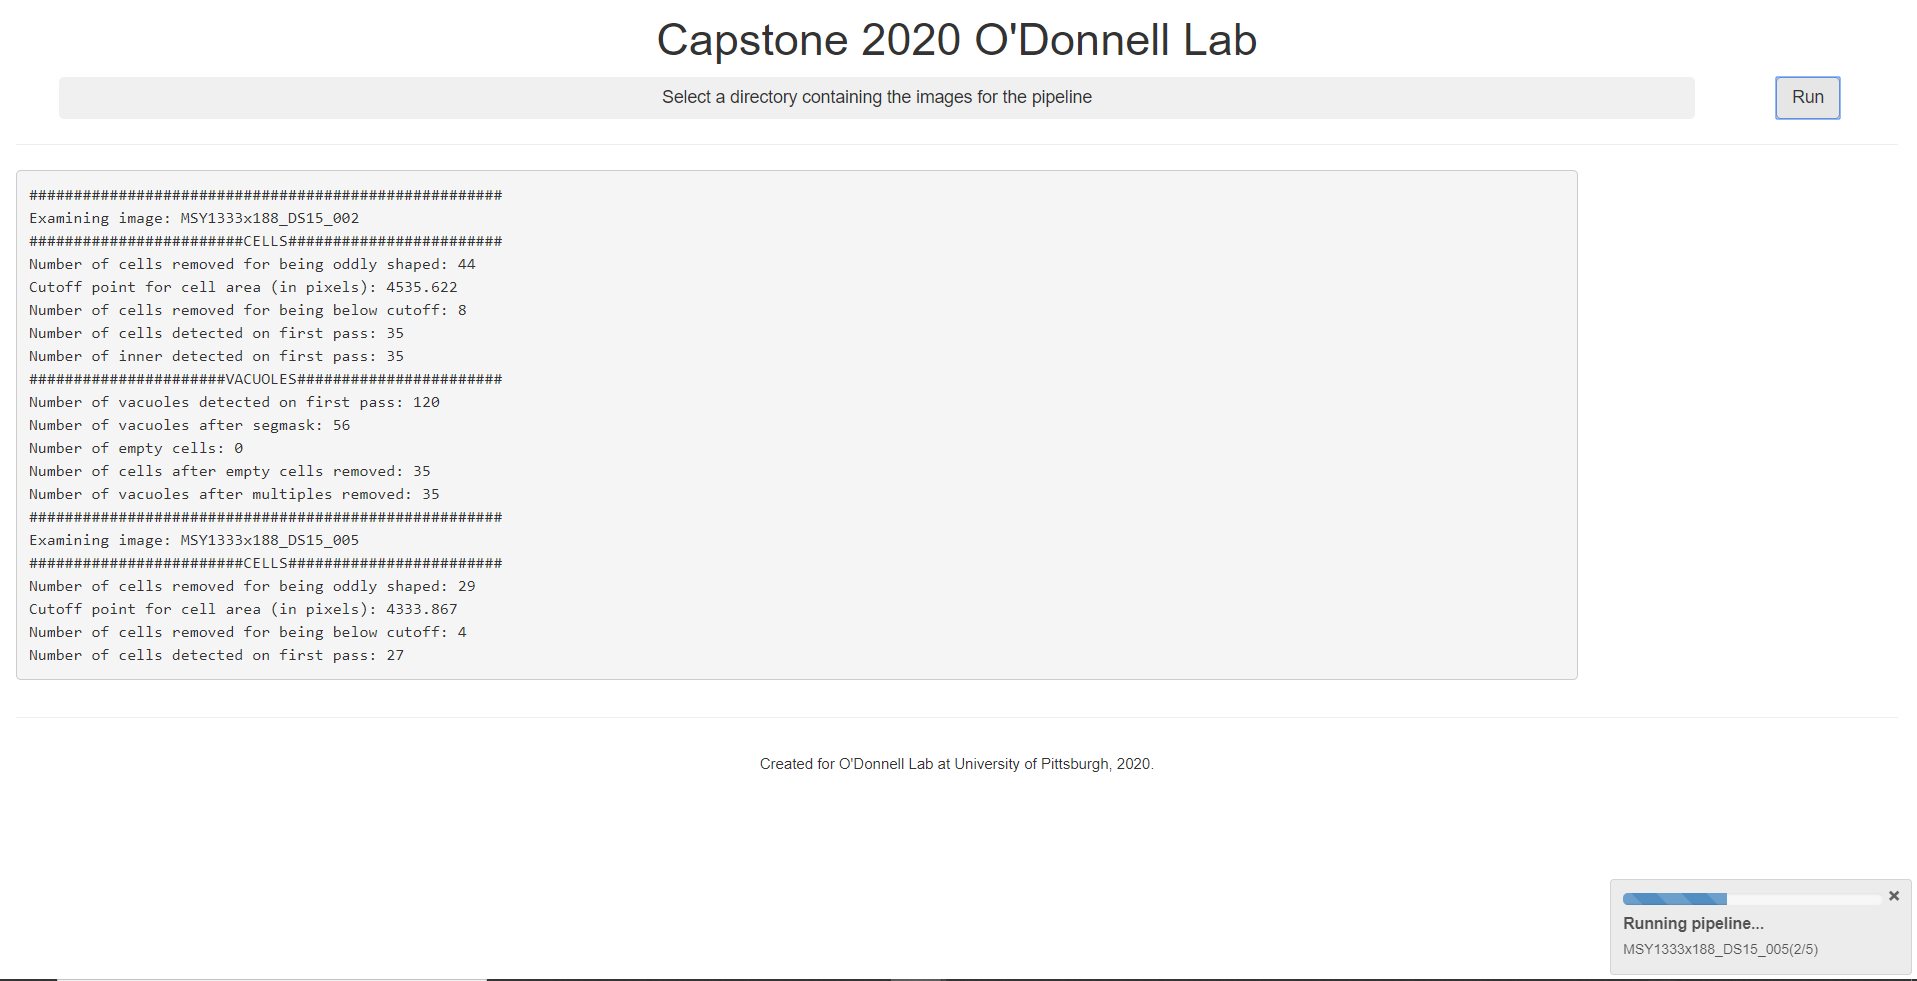 Capstone 2020 O'Donnell Lab
Select a directory containing the images for the pipeline
Run
#####################################################
Examining image: MSY1333x188_DS15_002
########################CELLS########################
Number of cells removed for being oddly shaped: 44
Cutoff point for cell area (in pixels): 4535.622
Number of cells removed for being below cutoff: 8
Number of cells detected on first pass: 35
Number of inner detected on first pass: 35
######################VACUOLES#######################
Number of vacuoles detected on first pass: 120
Number of vacuoles after segmask: 56
Number of empty cells: 0
Number of cells after empty cells removed: 35
Number of vacuoles after multiples removed: 35
#####################################################
Examining image: MSY1333x188_DS15_005
########################CELLS########################
Number of cells removed for being oddly shaped: 29
Cutoff point for cell area (in pixels): 4333.867
Number of cells removed for being below cutoff: 4
Number of cells detected on first pass: 27
Created for O'Donnell Lab at University of Pittsburgh, 2020.
×
Running pipeline...
MSY1333x188_DS15_005(2/5)